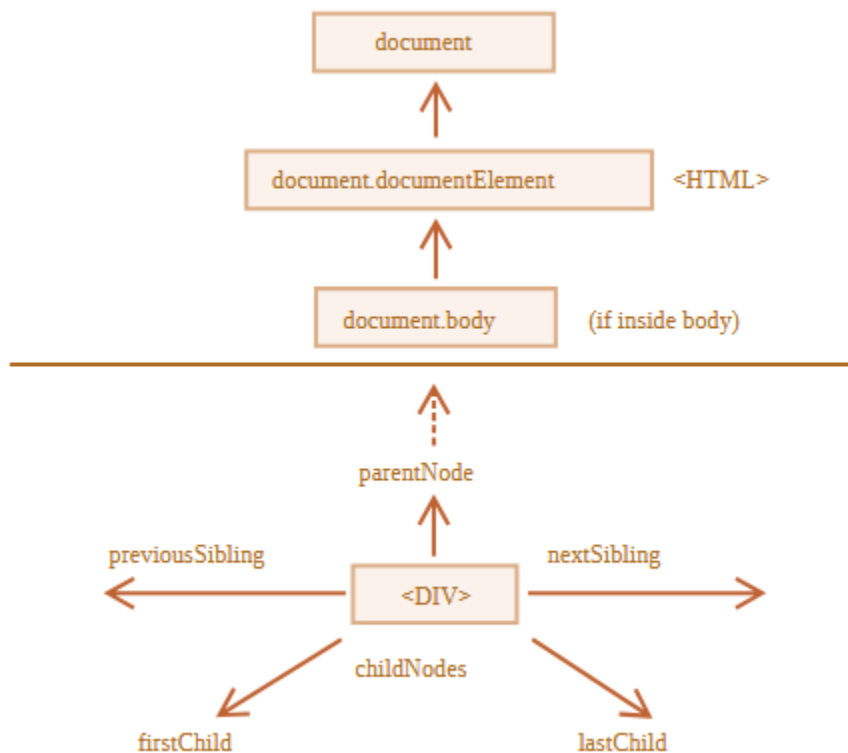 document
document.documentElement <HTML>
document.body (if inside body)
parentNode
previousSibling nextSibling
<DIV>
childNodes
firstChild lastChild